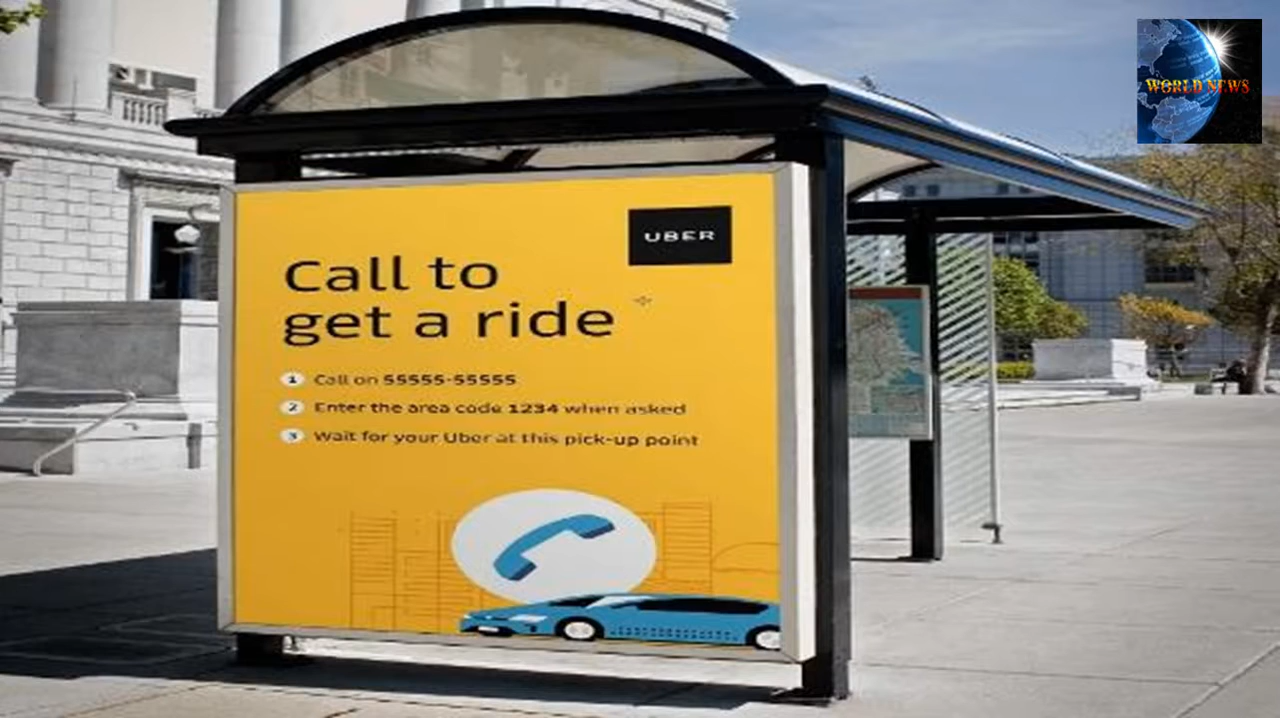 WORLD NEWS
UBER
Call to
get a ride
1 Call on 55555-55555
2 Enter the area code 1234 when asked
3 Wait for your Uber at this pick-up point